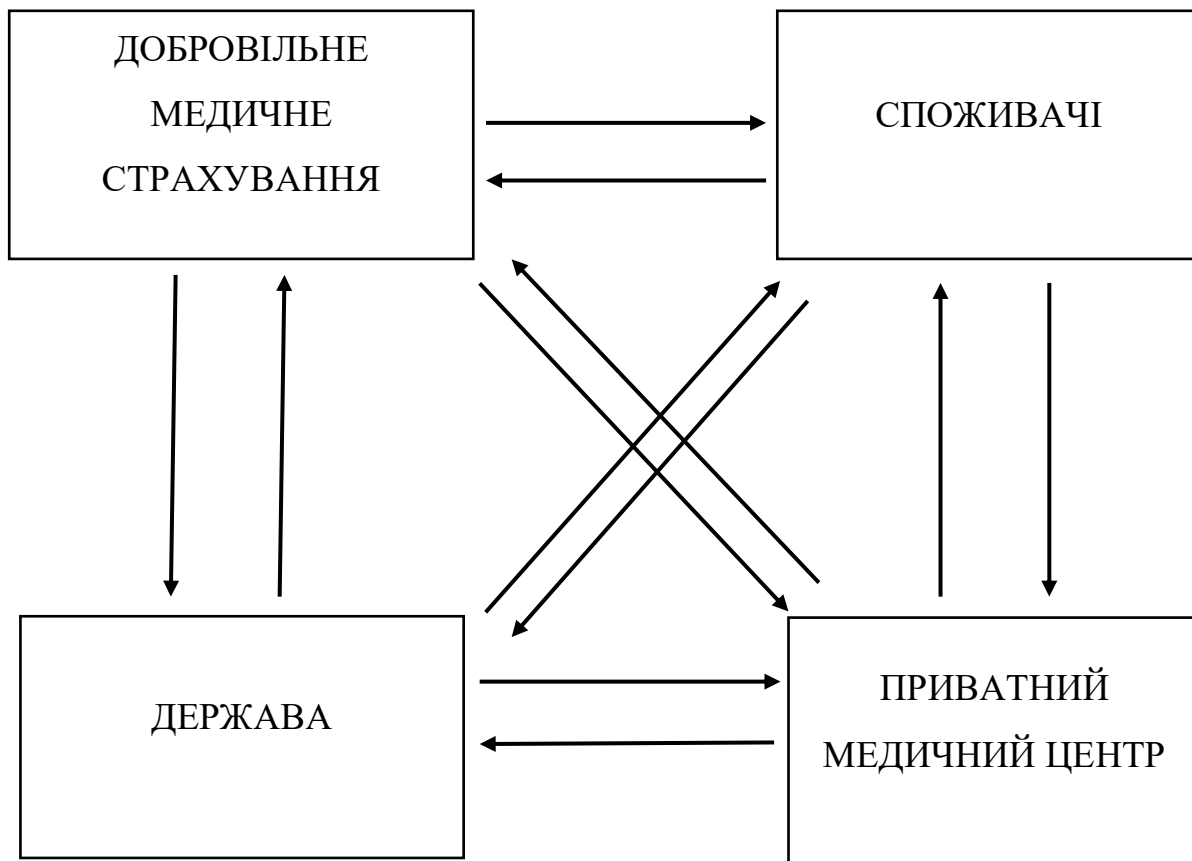 ДОБРОВІЛЬНЕ
МЕДИЧНЕ
СТРАХУВАННЯ
СПОЖИВАЧІ
ДЕРЖАВА
ПРИВАТНИЙ
МЕДИЧНИЙ ЦЕНТР